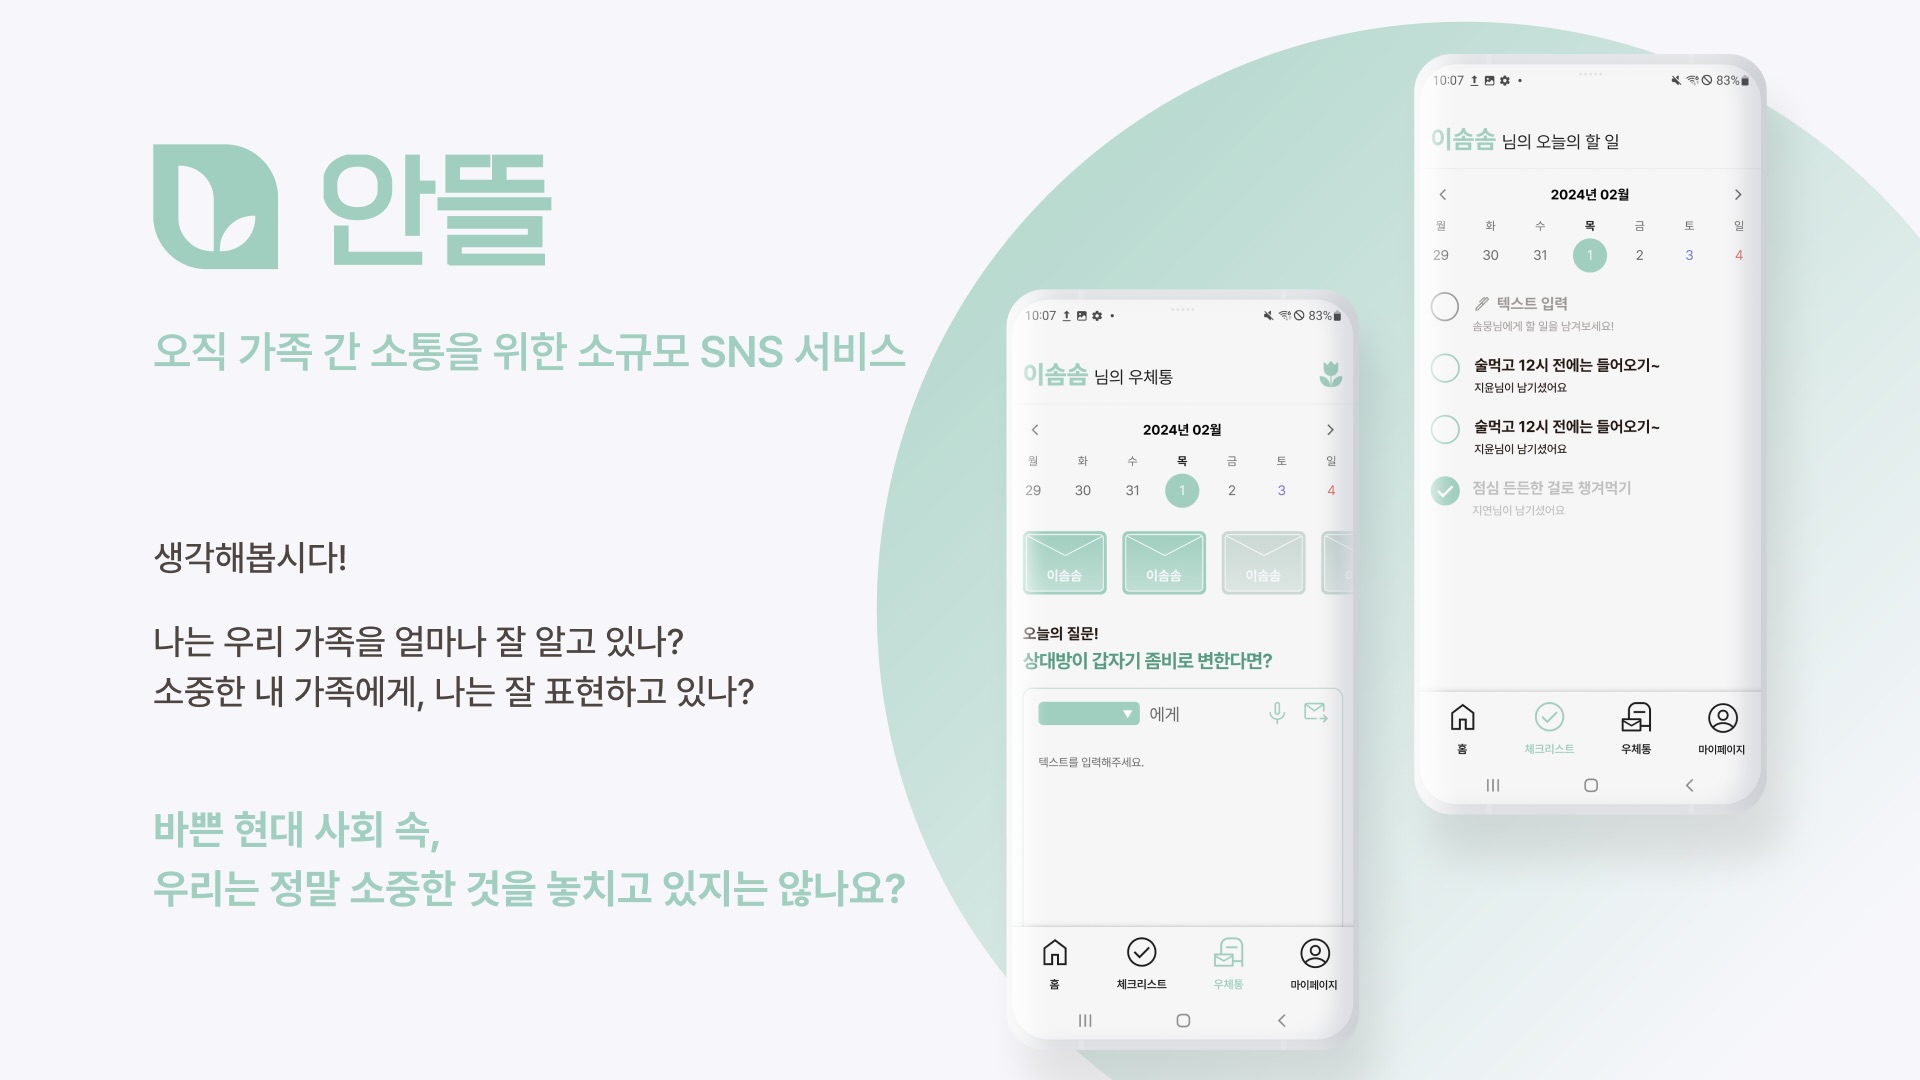 안뜰
오직 가족 간 소통을 위한 소규모 SNS 서비스
생각해봅시다!
나는 우리 가족을 얼마나 잘 알고 있나?
소중한 내 가족에게, 나는 잘 표현하고 있나?
바쁜 현대 사회 속,
우리는 정말 소중한 것을 놓치고 있지는 않나요?
10:07 83%
이솜솜 님의 우체통
2024년 02월
월 화 수 목 금 토 일
29 30 31 1 2 3 4
이솜솜 이솜솜 이솜솜
오늘의 질문!
상대방이 갑자기 좀비로 변한다면?
에게
텍스트를 입력해주세요.
홈 체크리스트 우체통 마이페이지
10:07 83%
이솜솜 님의 오늘의 할 일
2024년 02월
월 화 수 목 금 토 일
29 30 31 1 2 3 4
텍스트 입력
솜뭉님에게 할 일을 남겨보세요!
술먹고 12시 전에는 들어오기~
지윤님이 남기셨어요
술먹고 12시 전에는 들어오기~
지윤님이 남기셨어요
점심 든든한 걸로 챙겨먹기
지연님이 남기셨어요
홈 체크리스트 우체통 마이페이지